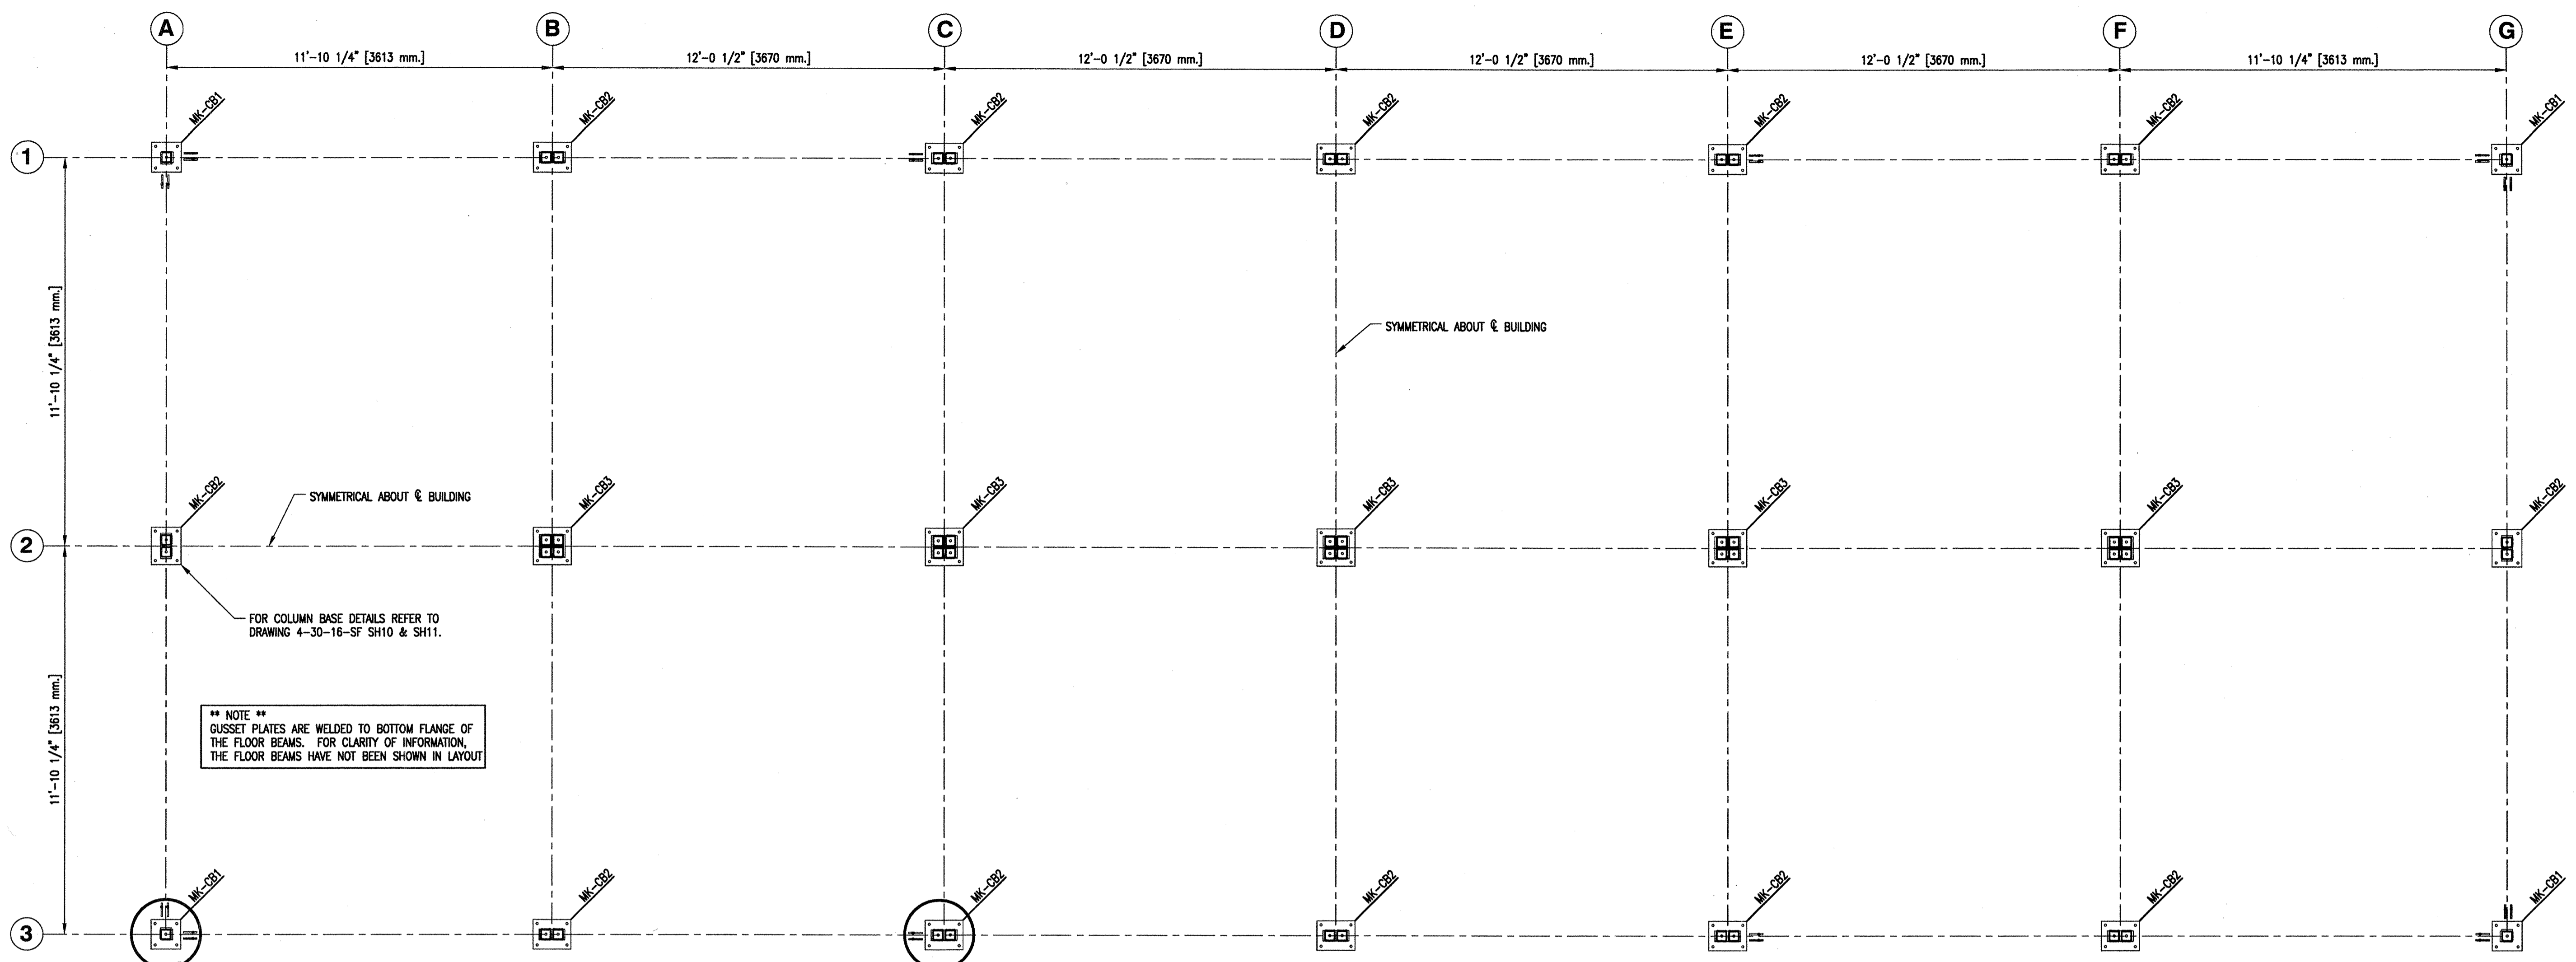 A B C D E F G
11'-10 1/4" [3613 mm.] 12'-0 1/2" [3670 mm.] 12'-0 1/2" [3670 mm.] 12'-0 1/2" [3670 mm.] 12'-0 1/2" [3670 mm.] 11'-10 1/4" [3613 mm.]
MK-CB1 MK-CB2 MK-CB2 MK-CB2 MK-CB2 MK-CB2 MK-CB1
1
11'-10 1/4" [3613 mm.]
SYMMETRICAL ABOUT ℄ BUILDING
MK-CB2 MK-CB3 MK-CB3 MK-CB3 MK-CB3 MK-CB3 MK-CB2
SYMMETRICAL ABOUT ℄ BUILDING
2
FOR COLUMN BASE DETAILS REFER TO
DRAWING 4-30-16-SF SH10 & SH11.
11'-10 1/4" [3613 mm.]
** NOTE **
GUSSET PLATES ARE WELDED TO BOTTOM FLANGE OF
THE FLOOR BEAMS. FOR CLARITY OF INFORMATION,
THE FLOOR BEAMS HAVE NOT BEEN SHOWN IN LAYOUT
MK-CB1 MK-CB2 MK-CB2 MK-CB2 MK-CB2 MK-CB2 MK-CB1
3